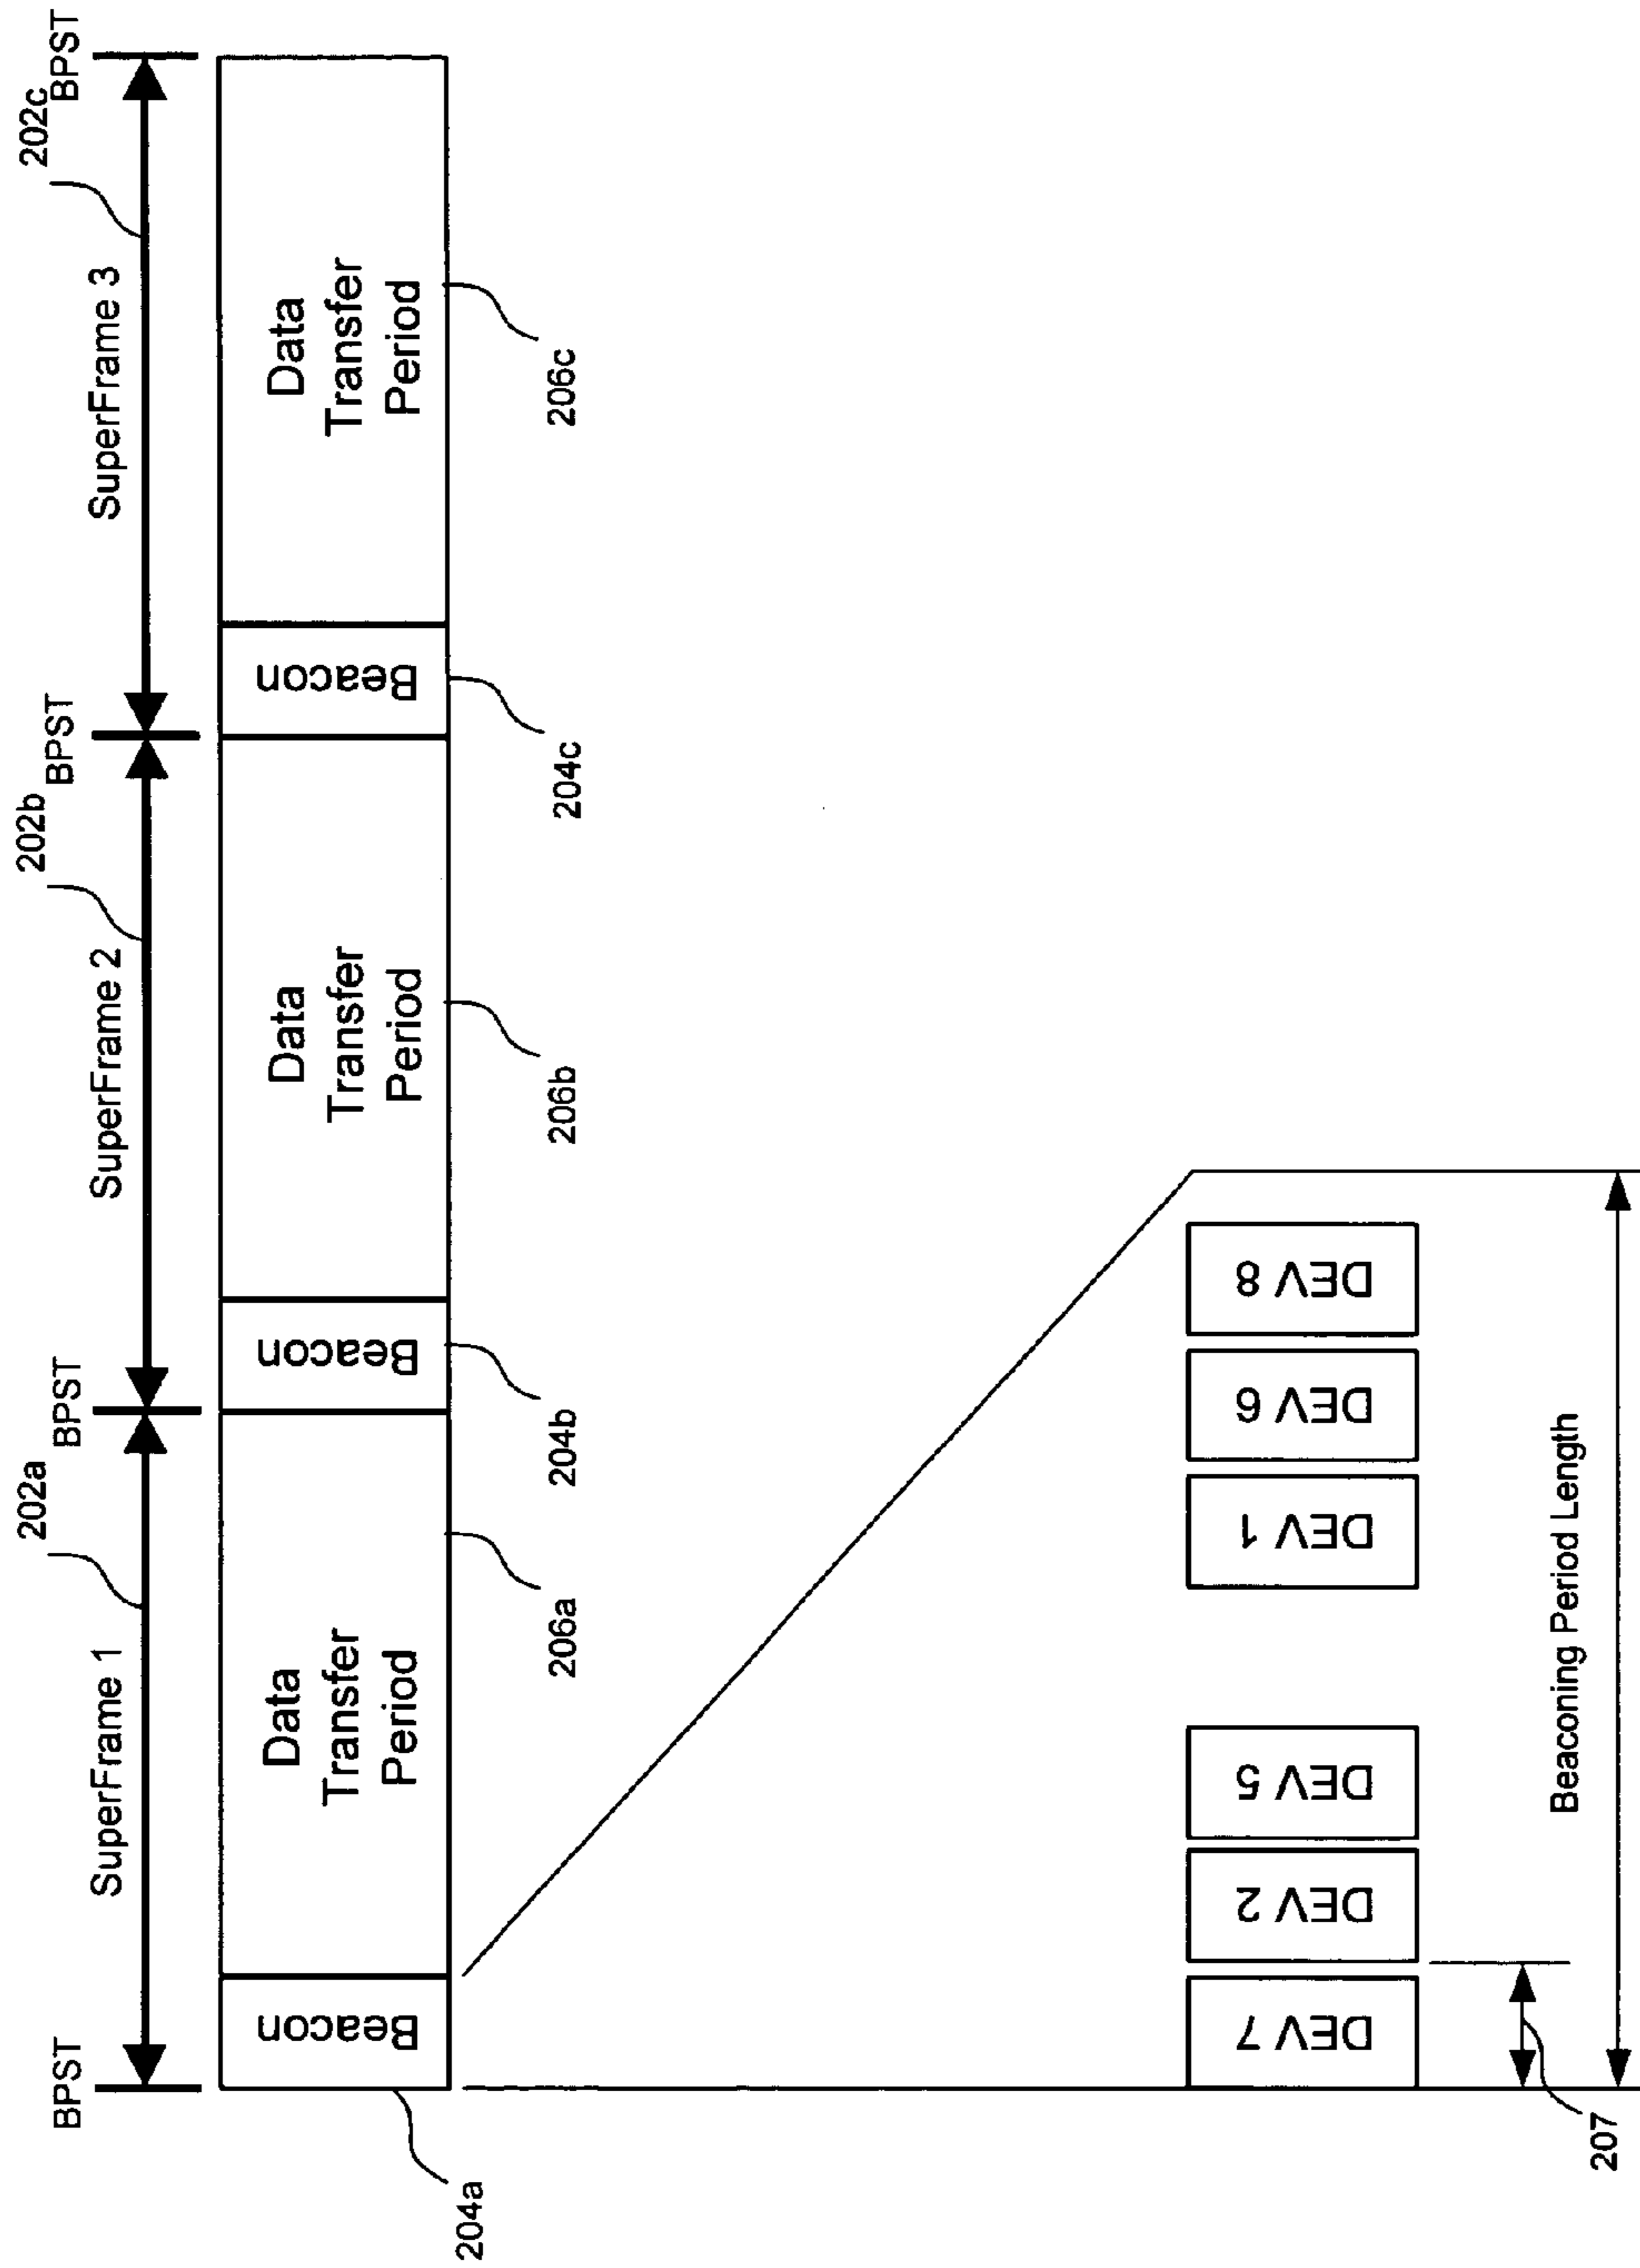 202a
202b
202c
BPST
SuperFrame 1
BPST
SuperFrame 2
BPST
SuperFrame 3
BPST
Beacon
Data
Transfer
Period
Beacon
Data
Transfer
Period
Beacon
Data
Transfer
Period
204a
206a
204b
206b
204c
206c
DEV 7
DEV 2
DEV 5
DEV 1
DEV 6
DEV 8
207
Beaconing Period Length